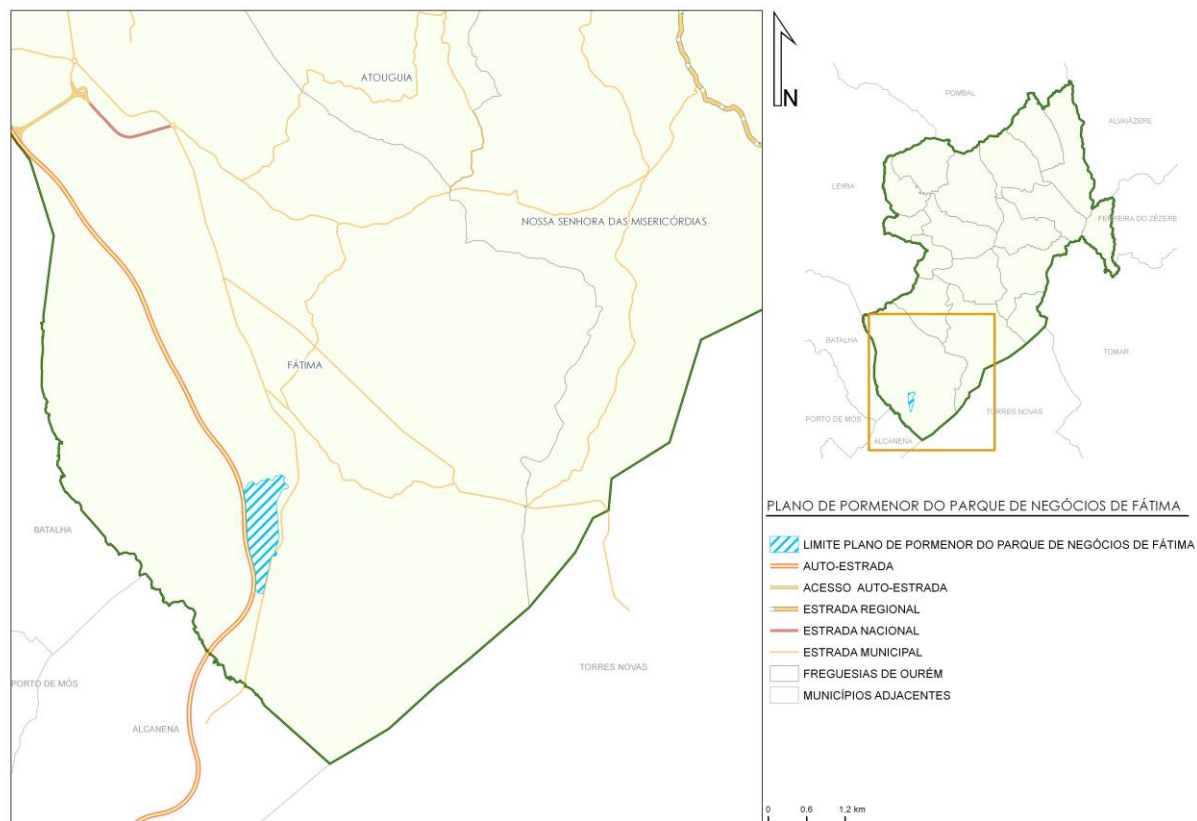 ATOUGUIA
NOSSA SENHORA DAS MISERICÓRDIAS
FÁTIMA
BATALHA
PORTO DE MÓS
ALCANENA
TORRES NOVAS
N
POMBAL
ALVAIÁZERE
LEIRIA
FERREIRA DO ZÊZERE
BATALHA
TOMAR
PORTO DE MÓS
TORRES NOVAS
ALCANENA
PLANO DE PORMENOR DO PARQUE DE NEGÓCIOS DE FÁTIMA
LIMITE PLANO DE PORMENOR DO PARQUE DE NEGÓCIOS DE FÁTIMA
AUTO-ESTRADA
ACESSO AUTO-ESTRADA
ESTRADA REGIONAL
ESTRADA NACIONAL
ESTRADA MUNICIPAL
FREGUESIAS DE OURÉM
MUNICÍPIOS ADJACENTES
0 0,6 1,2 km